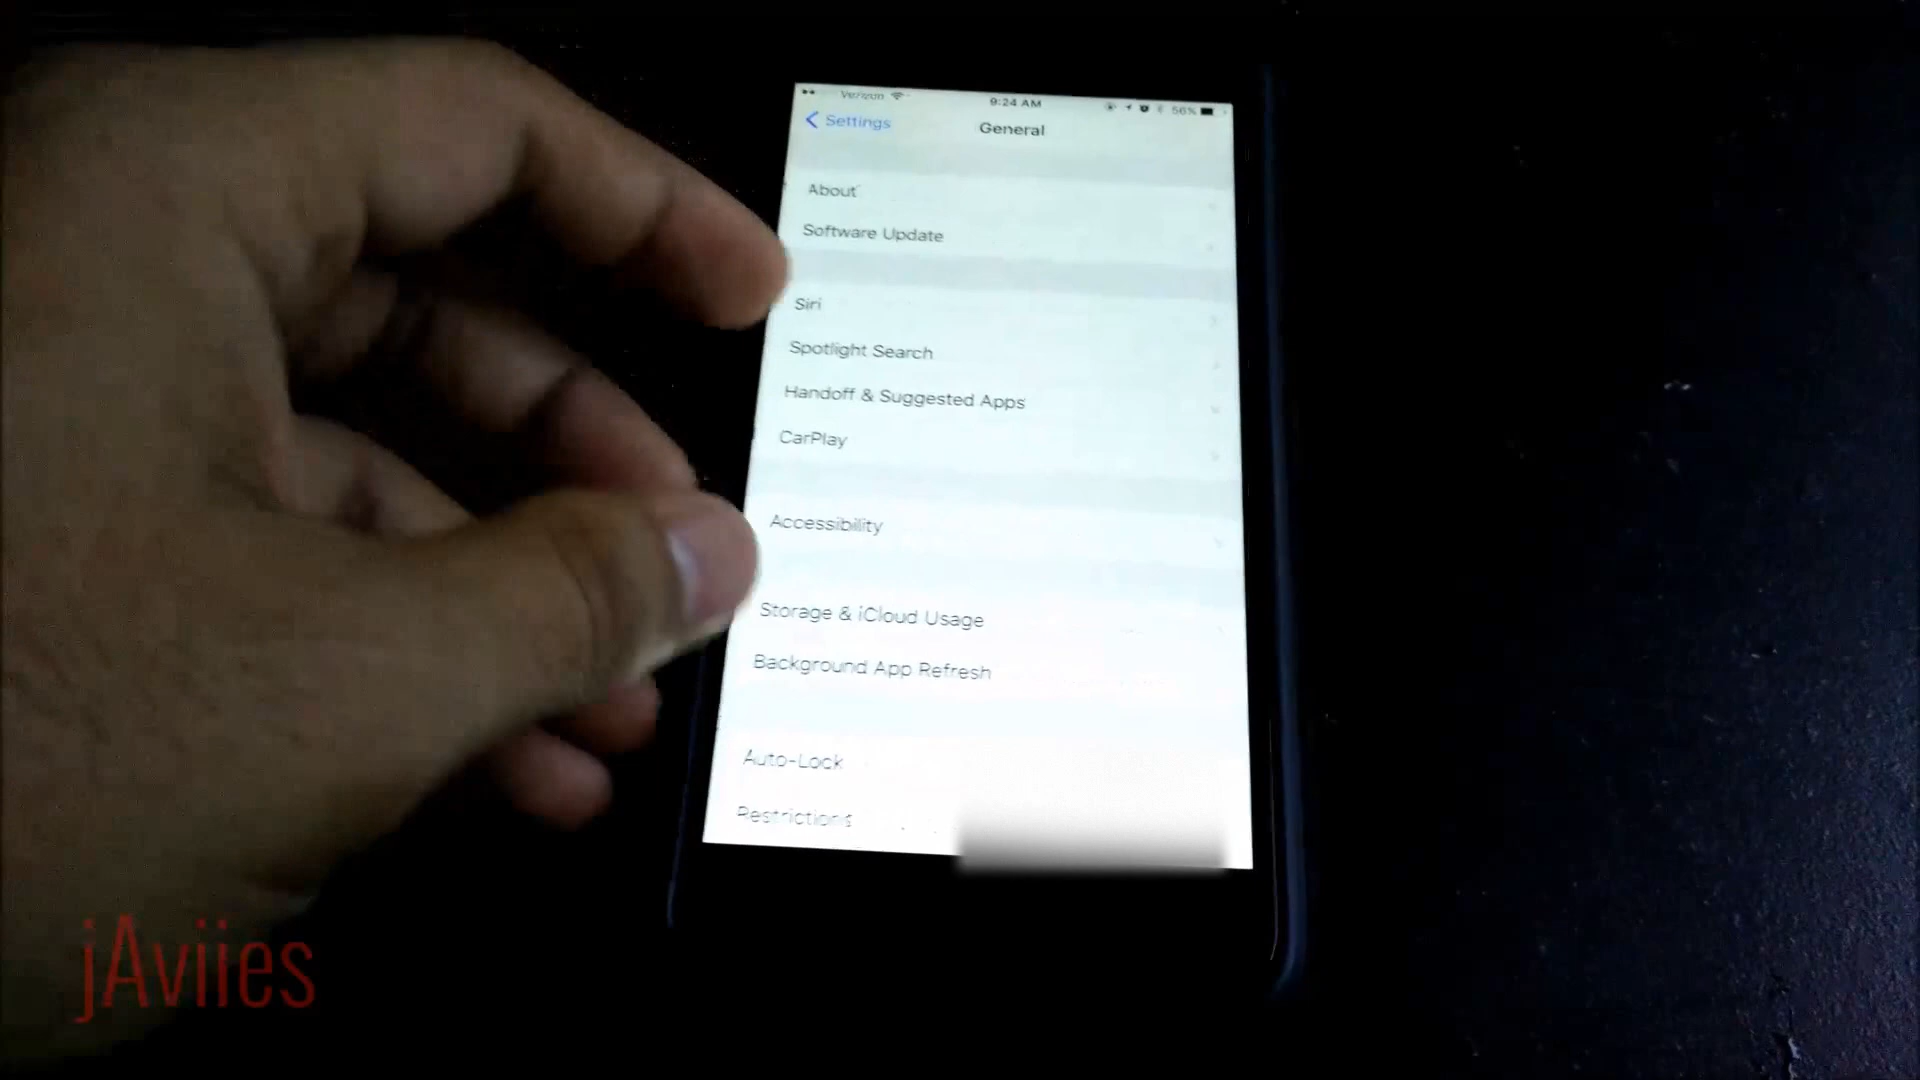 Verizon 9:24 AM 56%
Settings General
About
Software Update
Siri
Spotlight Search
Handoff & Suggested Apps
CarPlay
Accessibility
Storage & iCloud Usage
Background App Refresh
Auto-Lock
Restrictions
jAviies